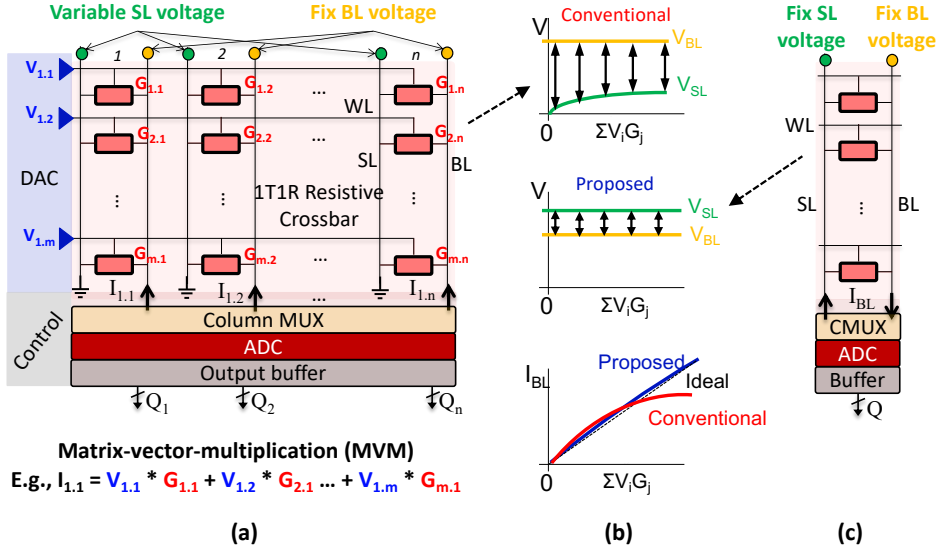 Variable SL voltage
Fix BL voltage
1
2
n
V1.1
G1.1
G1.2
...
G1.n
WL
V1.2
G2.1
G2.2
...
G2.n
SL
BL
DAC
1T1R Resistive
Crossbar
...
...
...
V1.m
Gm.1
Gm.2
...
Gm.n
I1.1
I1.2
...
I1.n
Control
Column MUX
ADC
Output buffer
Q1
Q2
Qn
Matrix-vector-multiplication (MVM)
E.g., I1.1 = V1.1 * G1.1 + V1.2 * G2.1 ... + V1.m * Gm.1
(a)
Conventional
V
VBL
VSL
0
ΣViGj
Proposed
V
VSL
VBL
0
ΣViGj
IBL
Proposed
Ideal
Conventional
0
ΣViGj
(b)
Fix SL
voltage
Fix BL
voltage
WL
SL
BL
...
IBL
CMUX
ADC
Buffer
Q
(c)